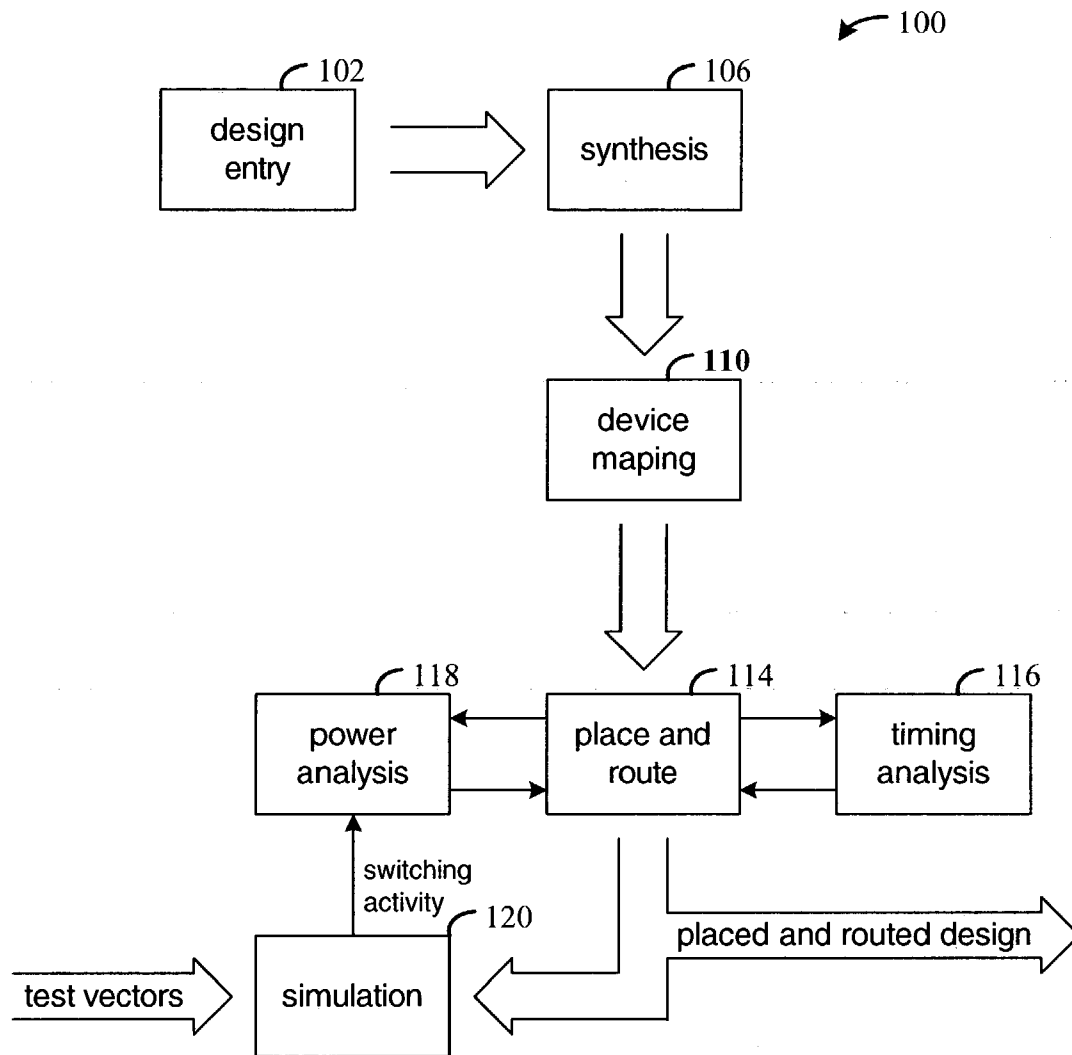 100
102
design
entry
106
synthesis
110
device
maping
118
power
analysis
114
place and
route
116
timing
analysis
switching
activity
120
simulation
test vectors
placed and routed design